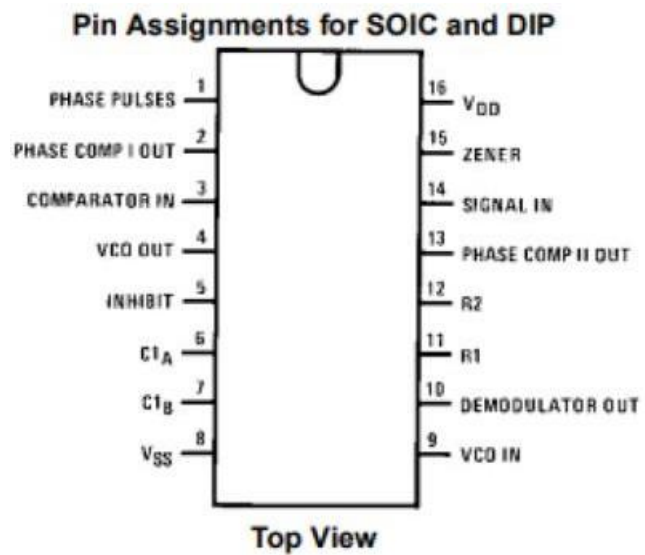 Pin Assignments for SOIC and DIP
PHASE PULSES 1
PHASE COMP I OUT 2
COMPARATOR IN 3
VCO OUT 4
INHIBIT 5
C1A 6
C1B 7
VSS 8
16 VDD
15 ZENER
14 SIGNAL IN
13 PHASE COMP II OUT
12 R2
11 R1
10 DEMODULATOR OUT
9 VCO IN
Top View